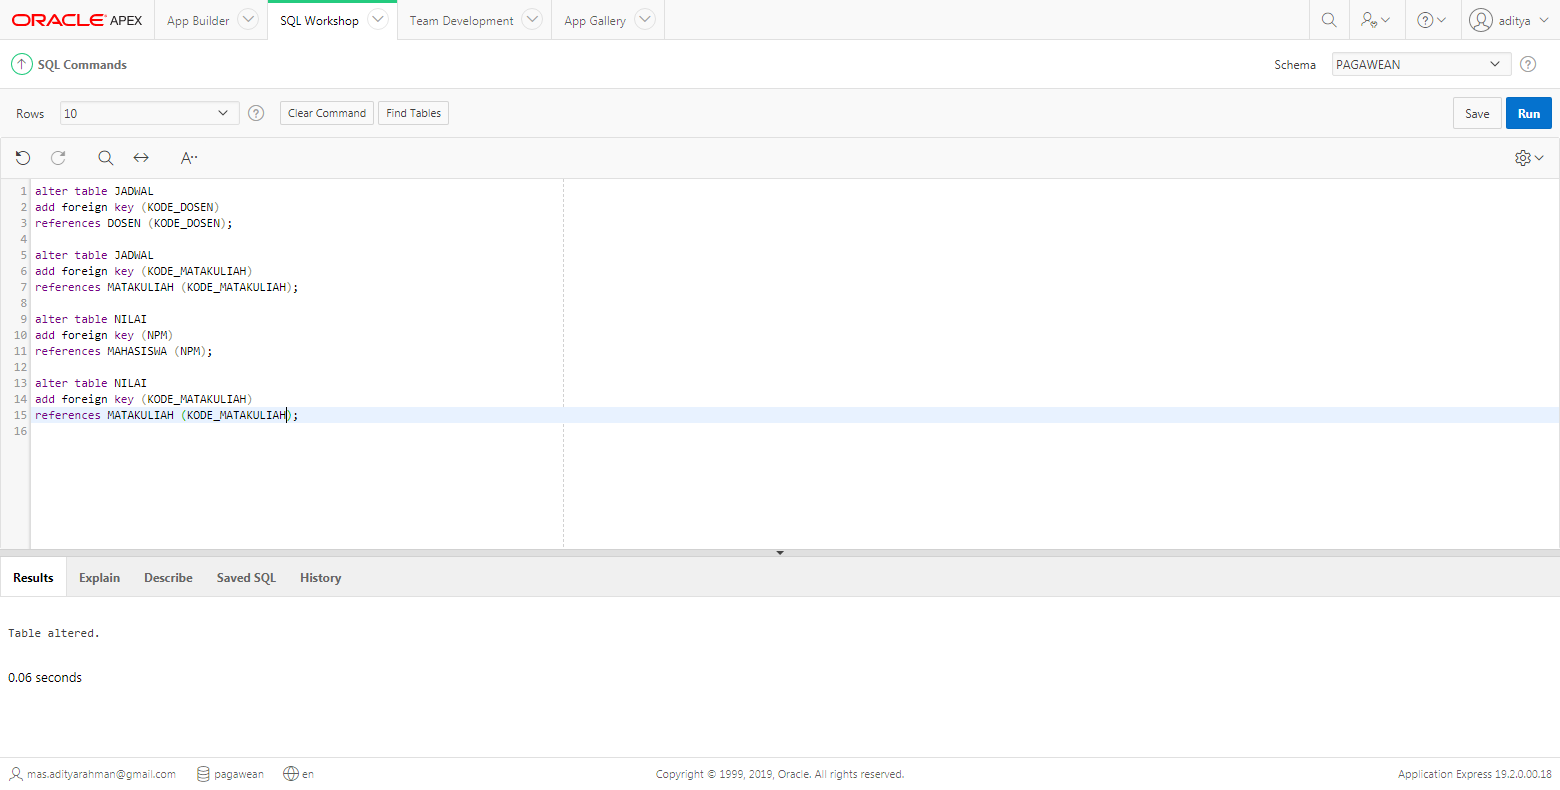 ORACLE APEX App Builder SQL Workshop Team Development App Gallery aditya
SQL Commands Schema PAGAWEAN
Rows 10 Clear Command Find Tables Save Run
A
1 alter table JADWAL
2 add foreign key (KODE_DOSEN)
3 references DOSEN (KODE_DOSEN);
4
5 alter table JADWAL
6 add foreign key (KODE_MATAKULIAH)
7 references MATAKULIAH (KODE_MATAKULIAH);
8
9 alter table NILAI
10 add foreign key (NPM)
11 references MAHASISWA (NPM);
12
13 alter table NILAI
14 add foreign key (KODE_MATAKULIAH)
15 references MATAKULIAH (KODE_MATAKULIAH);
16
Results Explain Describe Saved SQL History
Table altered.
0.06 seconds
mas.adityarahman@gmail.com pagawean en Copyright © 1999, 2019, Oracle. All rights reserved. Application Express 19.2.0.00.18